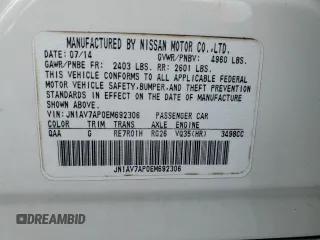 MANUFACTURED BY NISSAN MOTOR CO.,LTD.
DATE: 07/14 GVWR/PNBV: 4960 LBS.
GAWR/PNBE FR: 2403 LBS. RR: 2601 LBS.
THIS VEHICLE CONFORMS TO ALL APPLICABLE FEDERAL
MOTOR VEHICLE SAFETY, BUMPER, AND THEFT PREVENTION
STANDARDS IN EFFECT ON THE DATE OF MANUFACTURE
SHOWN ABOVE.
VIN: JN1AV7AP0EM692306 PASSENGER CAR
COLOR TRIM TRANS AXLE ENGINE
QAA G RE7R01H RG26 VQ35(HR) 3498CC
JN1AV7AP0EM692306
DREAMBID